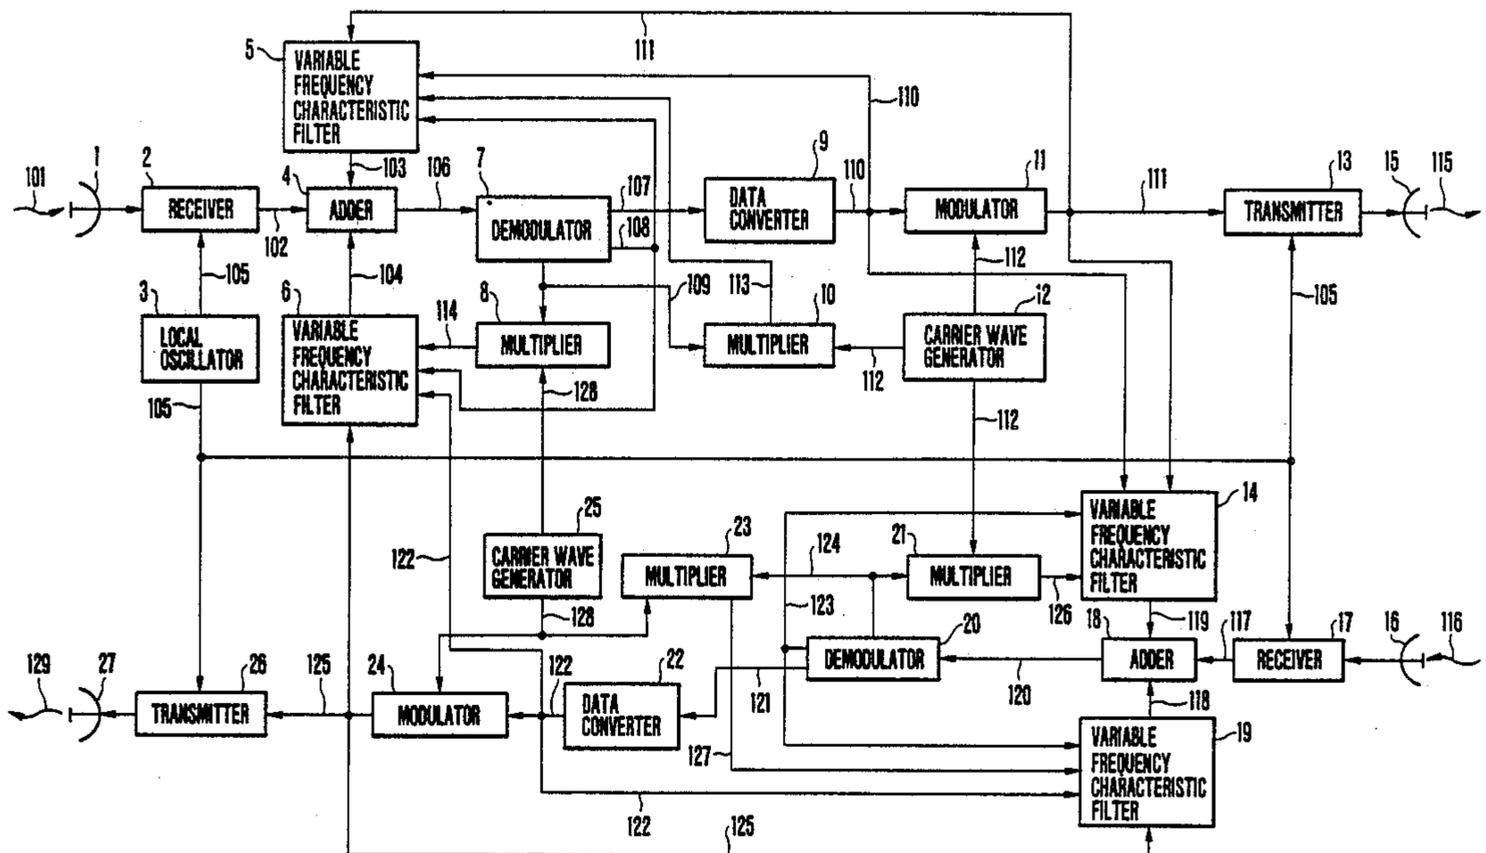 111
5
VARIABLE
FREQUENCY
CHARACTERISTIC
FILTER
110
101
1
2
103
4
106
7
9
110
11
111
13
15
115
RECEIVER
102
ADDER
DEMODULATOR
107
108
DATA
CONVERTER
MODULATOR
TRANSMITTER
105
104
112
105
3
6
114
8
109
113
10
12
LOCAL
OSCILLATOR
VARIABLE
FREQUENCY
CHARACTERISTIC
FILTER
MULTIPLIER
MULTIPLIER
112
CARRIER WAVE
GENERATOR
105
128
112
14
25
23
124
21
VARIABLE
FREQUENCY
CHARACTERISTIC
FILTER
122
CARRIER WAVE
GENERATOR
MULTIPLIER
MULTIPLIER
126
128
123
20
18
119
117
17
16
116
129
27
26
125
24
122
22
121
DEMODULATOR
120
ADDER
RECEIVER
TRANSMITTER
MODULATOR
DATA
CONVERTER
118
127
VARIABLE
FREQUENCY
CHARACTERISTIC
FILTER
19
122
125